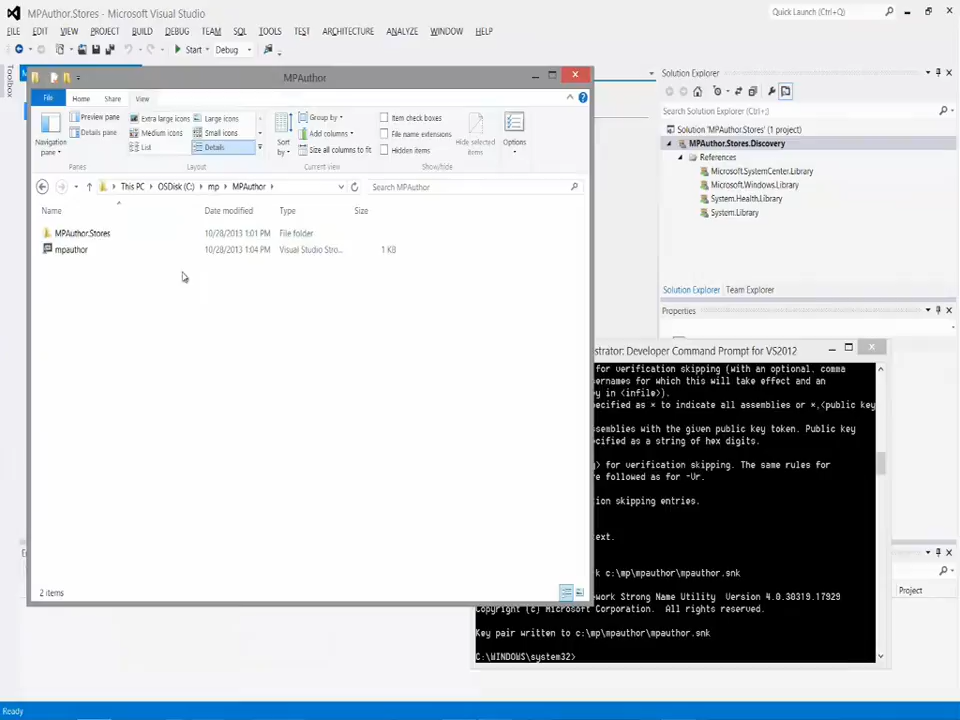 MPAuthor.Stores - Microsoft Visual Studio
Quick Launch (Ctrl+Q)
FILE EDIT VIEW PROJECT BUILD DEBUG TEAM SQL TOOLS TEST ARCHITECTURE ANALYZE WINDOW HELP
Start Debug
Toolbox
MPAuthor
File Home Share View
Navigation pane
Preview pane
Details pane
Panes
Extra large icons Large icons
Medium icons Small icons
List Details
Layout
Sort by
Group by
Add columns
Size all columns to fit
Current view
Item check boxes
File name extensions
Hidden items
Hide selected items
Show/hide
Options
This PC OSDisk (C:) mp MPAuthor
Search MPAuthor
Name Date modified Type Size
MPAuthor.Stores 10/28/2013 1:01 PM File folder
mpauthor 10/28/2013 1:04 PM Visual Studio Stro... 1 KB
2 items
Solution Explorer
Search Solution Explorer (Ctrl+;)
Solution 'MPAuthor.Stores' (1 project)
MPAuthor.Stores.Discovery
References
Microsoft.SystemCenter.Library
Microsoft.Windows.Library
System.Health.Library
System.Library
Solution Explorer Team Explorer
Properties
strator: Developer Command Prompt for VS2012
for verification skipping (with an optional, comma
sernames for which this will take effect and an
ey in <infile>).
pecified as * to indicate all assemblies or *,<public key
ssemblies with the given public key token. Public key
ecified as a string of hex digits.
> for verification skipping. The same rules for
re followed as for -Vr.
ion skipping entries.
ext.
k c:\mp\mpauthor\mpauthor.snk
work Strong Name Utility Version 4.0.30319.17929
Copyright (c) Microsoft Corporation. All rights reserved.
Key pair written to c:\mp\mpauthor\mpauthor.snk
C:\WINDOWS\system32>
Project
Ready